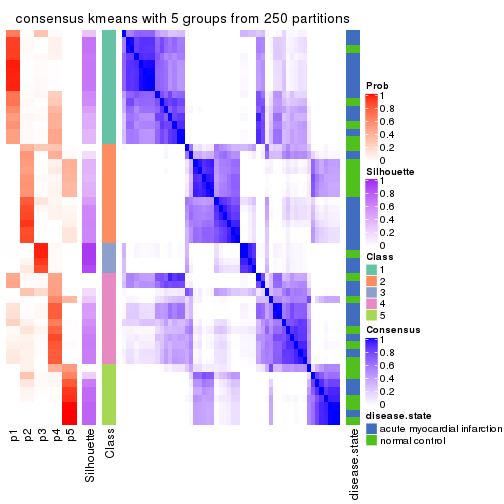 consensus kmeans with 5 groups from 250 partitions
Prob
1
0.8
0.6
0.4
0.2
0
Silhouette
1
0.8
0.6
0.4
0.2
0
Class
1
2
3
4
5
Consensus
1
0.8
0.6
0.4
0.2
0
disease.state
acute myocardial infarction
normal control
p1
p2
p3
p4
p5
Silhouette
Class
disease.state